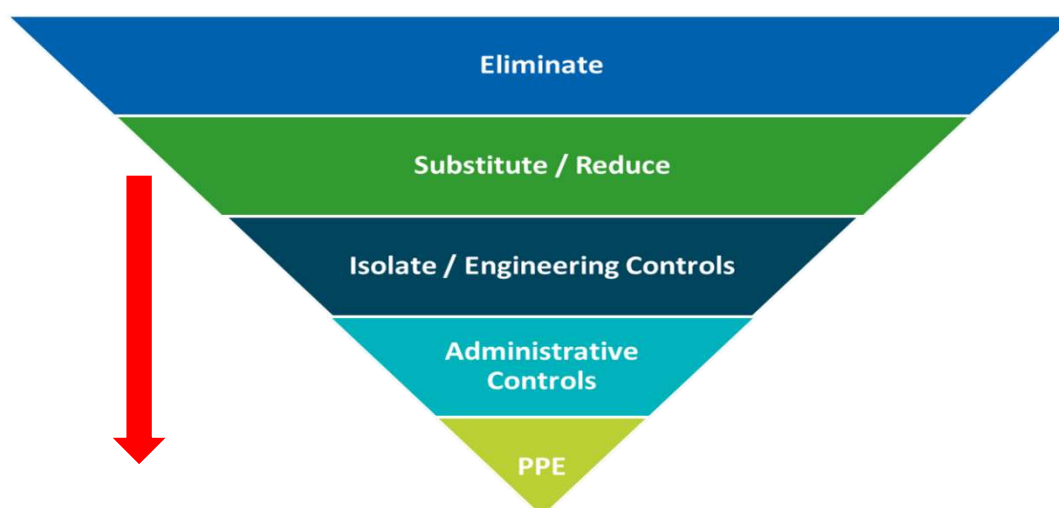 Eliminate
Substitute / Reduce
Isolate / Engineering Controls
Administrative
Controls
PPE